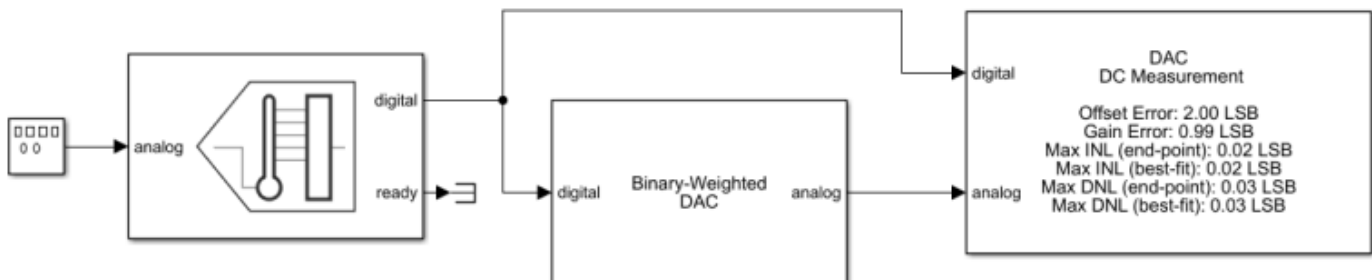 analog
digital
ready
digital
Binary-Weighted
DAC
analog
digital
analog
DAC
DC Measurement
Offset Error: 2.00 LSB
Gain Error: 0.99 LSB
Max INL (end-point): 0.02 LSB
Max INL (best-fit): 0.02 LSB
Max DNL (end-point): 0.03 LSB
Max DNL (best-fit): 0.03 LSB